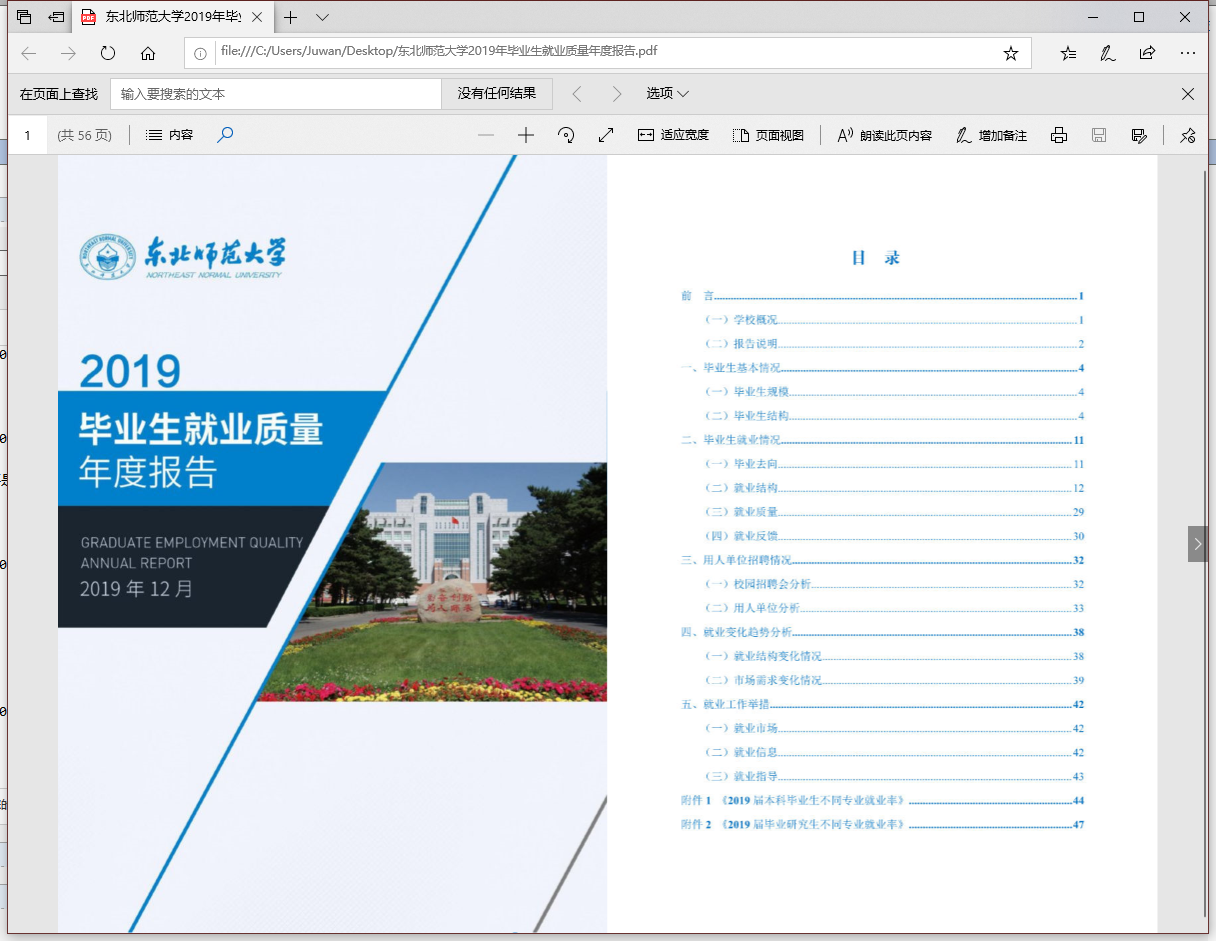 东北师范大学2019年毕业
file:///C:/Users/Juwan/Desktop/东北师范大学2019年毕业生就业质量年度报告.pdf
在页面上查找 输入要搜索的文本 没有任何结果 选项
1 (共 56 页) 内容 适应宽度 页面视图 朗读此页内容 增加备注
东北师范大学
NORTHEAST NORMAL UNIVERSITY
2019
毕业生就业质量
年度报告
GRADUATE EMPLOYMENT QUALITY
ANNUAL REPORT
2019 年 12 月
目 录
前 言 1
（一）学校概况 1
（二）报告说明 2
一、毕业生基本情况 4
（一）毕业生规模 4
（二）毕业生结构 4
二、毕业生就业情况 11
（一）毕业去向 11
（二）就业结构 12
（三）就业质量 29
（四）就业反馈 30
三、用人单位招聘情况 32
（一）校园招聘会分析 32
（二）用人单位分析 33
四、就业变化趋势分析 38
（一）就业结构变化情况 38
（二）市场需求变化情况 39
五、就业工作举措 42
（一）就业市场 42
（二）就业信息 42
（三）就业指导 43
附件 1 《2019 届本科毕业生不同专业就业率》 44
附件 2 《2019 届毕业研究生不同专业就业率》 47